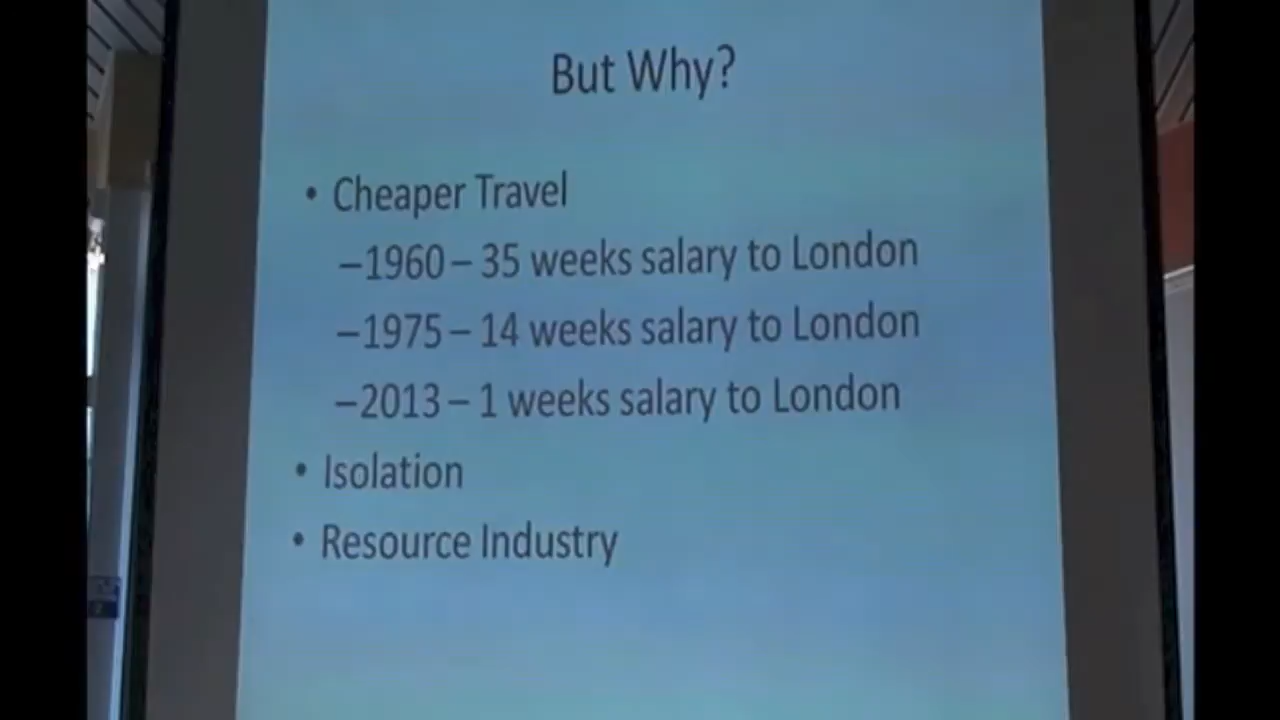 But Why?
• Cheaper Travel
–1960 – 35 weeks salary to London
–1975 – 14 weeks salary to London
–2013 – 1 weeks salary to London
• Isolation
• Resource Industry